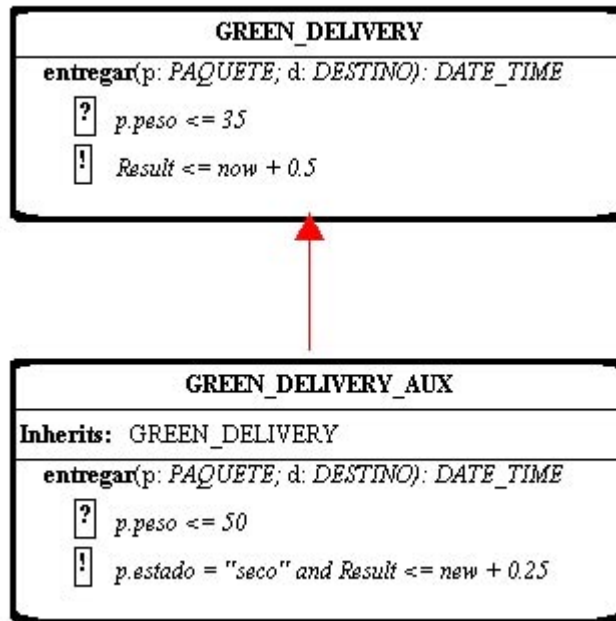 GREEN_DELIVERY
entregar(p: PAQUETE; d: DESTINO): DATE_TIME
? p.peso <= 35
! Result <= now + 0.5
GREEN_DELIVERY_AUX
Inherits: GREEN_DELIVERY
entregar(p: PAQUETE; d: DESTINO): DATE_TIME
? p.peso <= 50
! p.estado = "seco" and Result <= new + 0.25